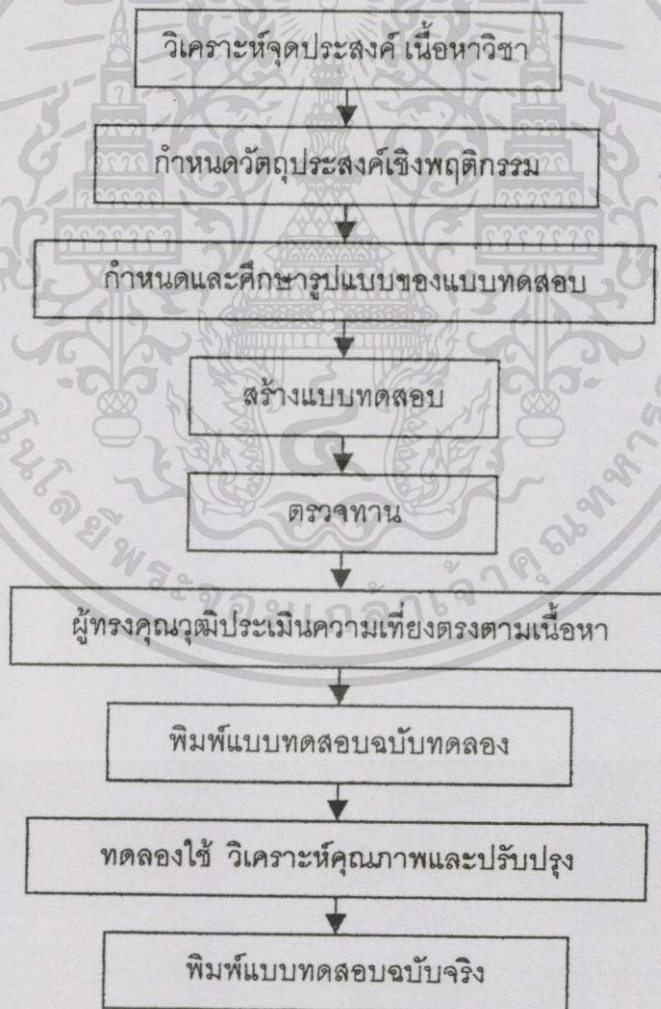 วิเคราะห์จุดประสงค์ เนื้อหาวิชา
กำหนดวัตถุประสงค์เชิงพฤติกรรม
กำหนดและศึกษารูปแบบของแบบทดสอบ
สร้างแบบทดสอบ
ตรวจทาน
ผู้ทรงคุณวุฒิประเมินความเที่ยงตรงตามเนื้อหา
พิมพ์แบบทดสอบฉบับทดลอง
ทดลองใช้ วิเคราะห์คุณภาพและปรับปรุง
พิมพ์แบบทดสอบฉบับจริง